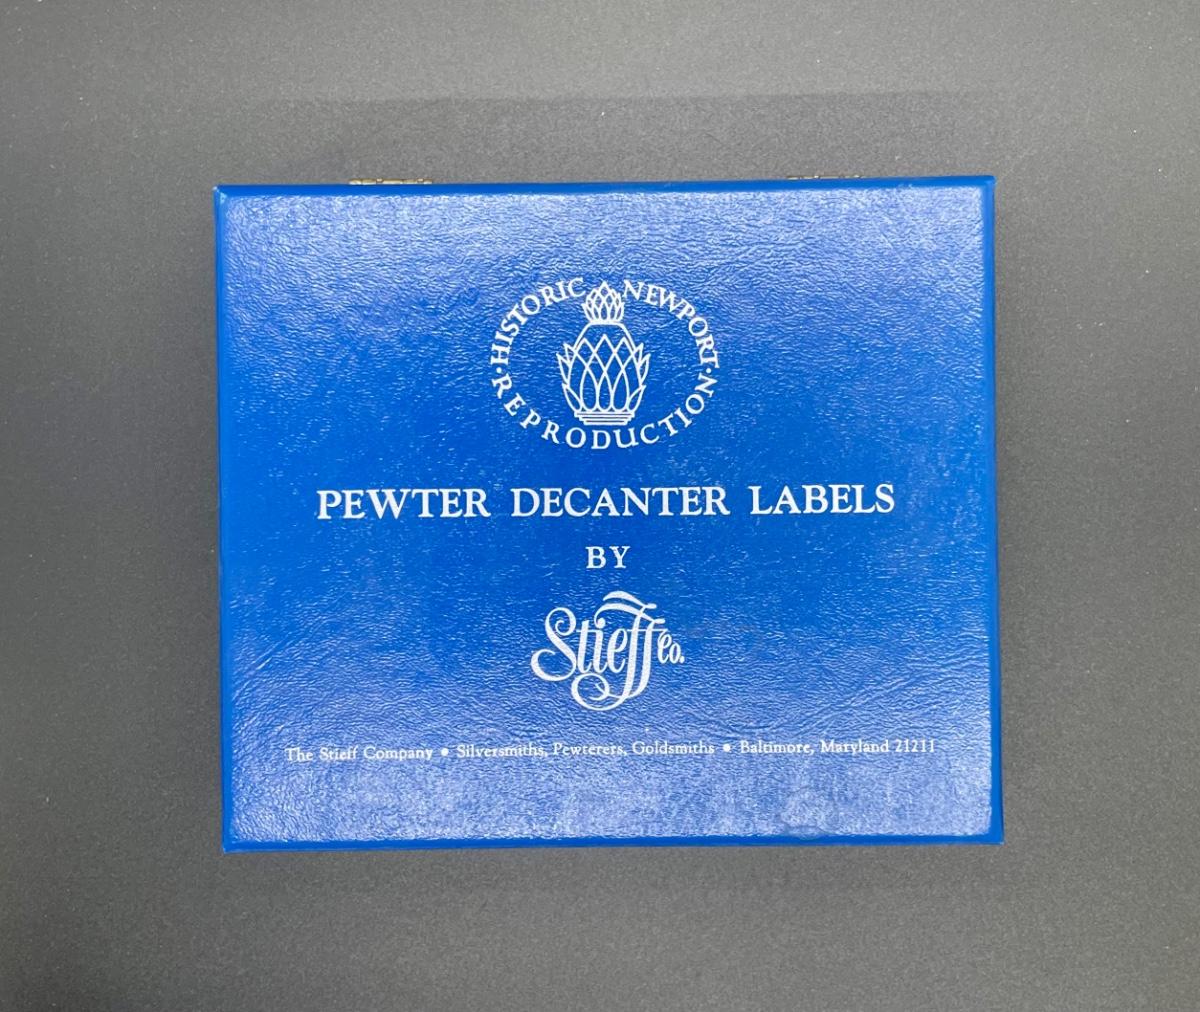 ·HISTORIC NEWPORT·
REPRODUCTION
PEWTER DECANTER LABELS
BY
Stieff Co.
The Stieff Company • Silversmiths, Pewterers, Goldsmiths • Baltimore, Maryland 21211